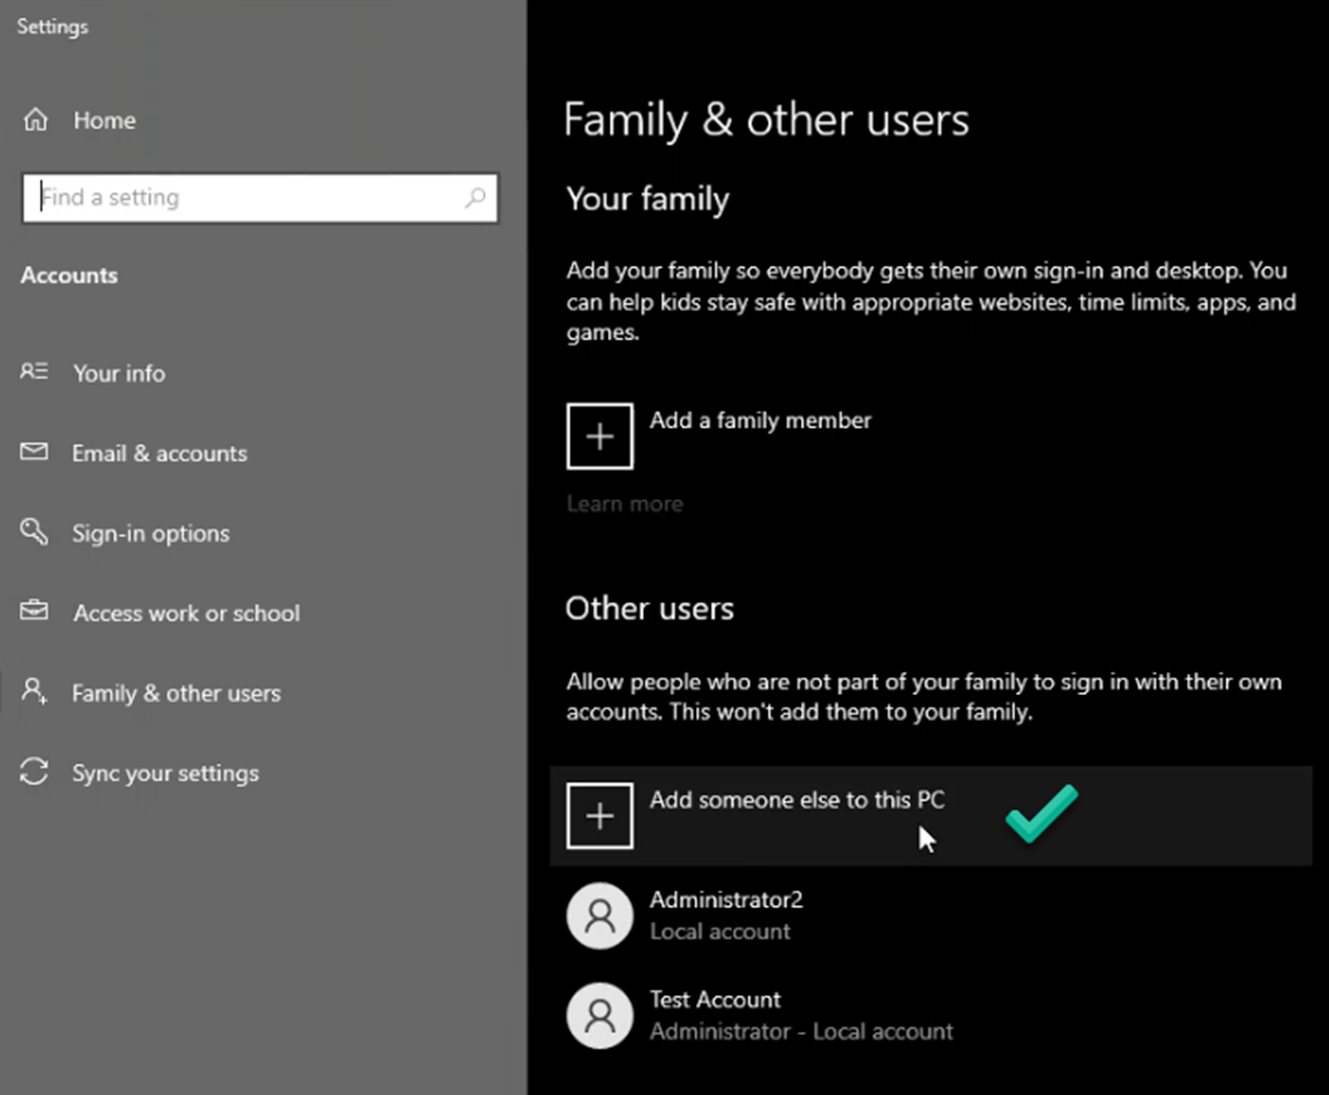 Settings
Home
Find a setting
Accounts
Your info
Email & accounts
Sign-in options
Access work or school
Family & other users
Sync your settings
Family & other users
Your family
Add your family so everybody gets their own sign-in and desktop. You
can help kids stay safe with appropriate websites, time limits, apps, and
games.
Add a family member
Learn more
Other users
Allow people who are not part of your family to sign in with their own
accounts. This won't add them to your family.
Add someone else to this PC
Administrator2
Local account
Test Account
Administrator - Local account